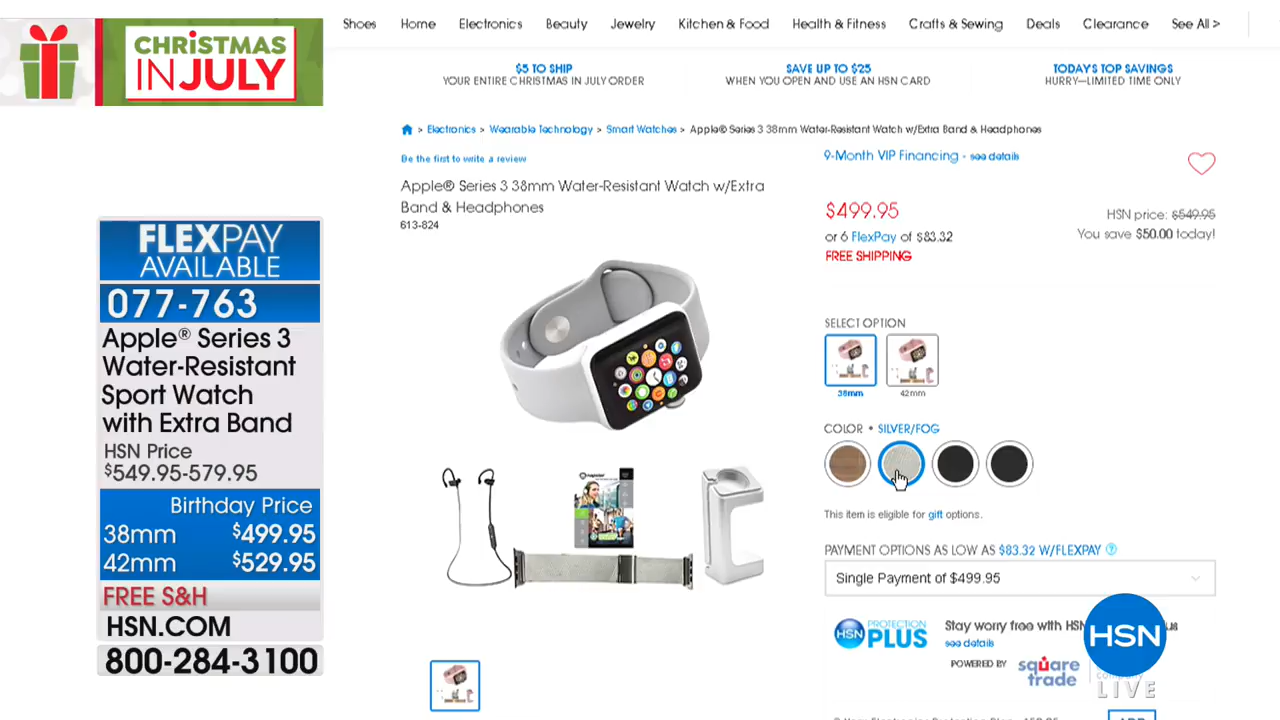 CHRISTMAS
IN JULY
Shoes Home Electronics Beauty Jewelry Kitchen & Food Health & Fitness Crafts & Sewing Deals Clearance See All >
$5 TO SHIP
YOUR ENTIRE CHRISTMAS IN JULY ORDER
SAVE UP TO $25
WHEN YOU OPEN AND USE AN HSN CARD
TODAY'S TOP SAVINGS
HURRY—LIMITED TIME ONLY
> Electronics > Wearable Technology > Smart Watches > Apple® Series 3 38mm Water-Resistant Watch w/Extra Band & Headphones
Be the first to write a review
Apple® Series 3 38mm Water-Resistant Watch w/Extra
Band & Headphones
613-824
9-Month VIP Financing - see details
$499.95
or 6 FlexPay of $83.32
FREE SHIPPING
HSN price: $549.95
You save $50.00 today!
SELECT OPTION
38mm
42mm
COLOR • SILVER/FOG
This item is eligible for gift options.
PAYMENT OPTIONS AS LOW AS $83.32 W/FLEXPAY ?
Single Payment of $499.95
HSN PROTECTION
PLUS
Stay worry free with HSN
see details
POWERED BY square
trade
HSN
LIVE
FLEXPAY
AVAILABLE
077-763
Apple® Series 3
Water-Resistant
Sport Watch
with Extra Band
HSN Price
$549.95-579.95
Birthday Price
38mm $499.95
42mm $529.95
FREE S&H
HSN.COM
800-284-3100